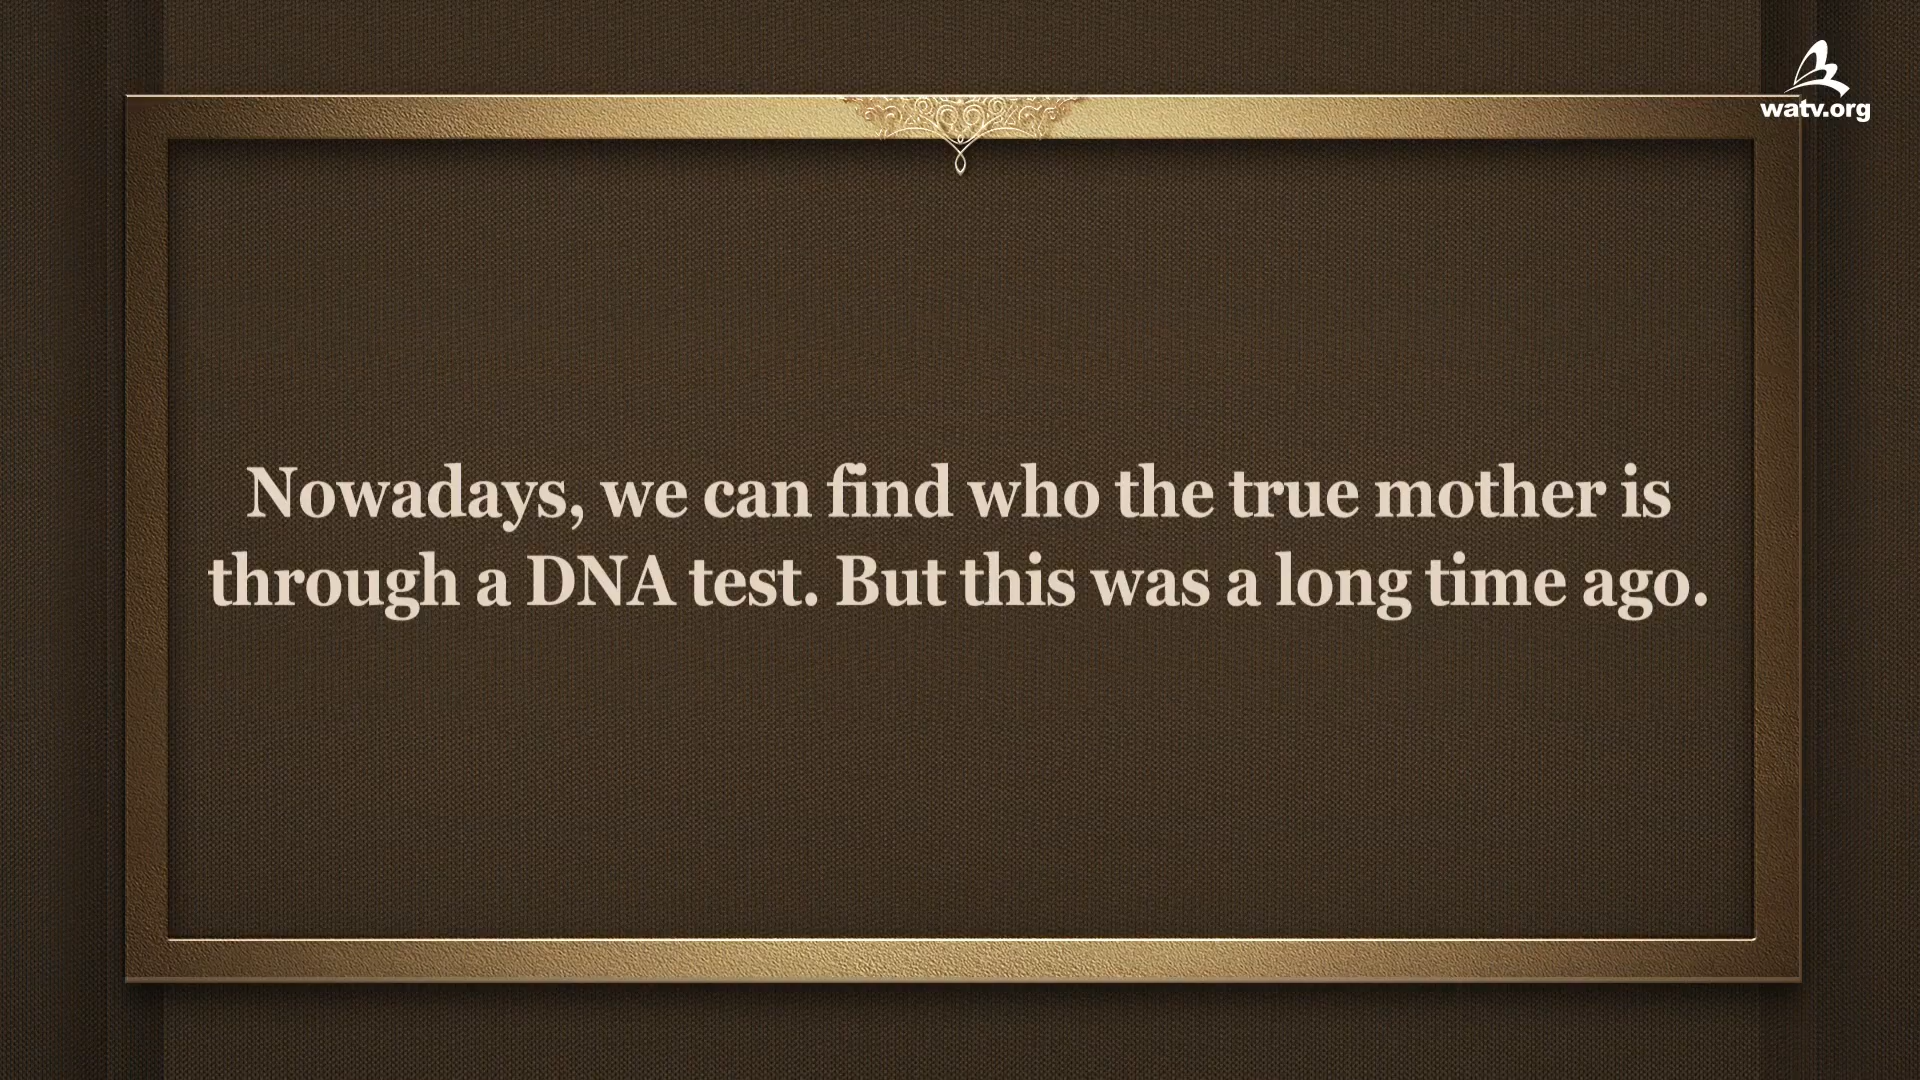 watv.org
Nowadays, we can find who the true mother is
through a DNA test. But this was a long time ago.